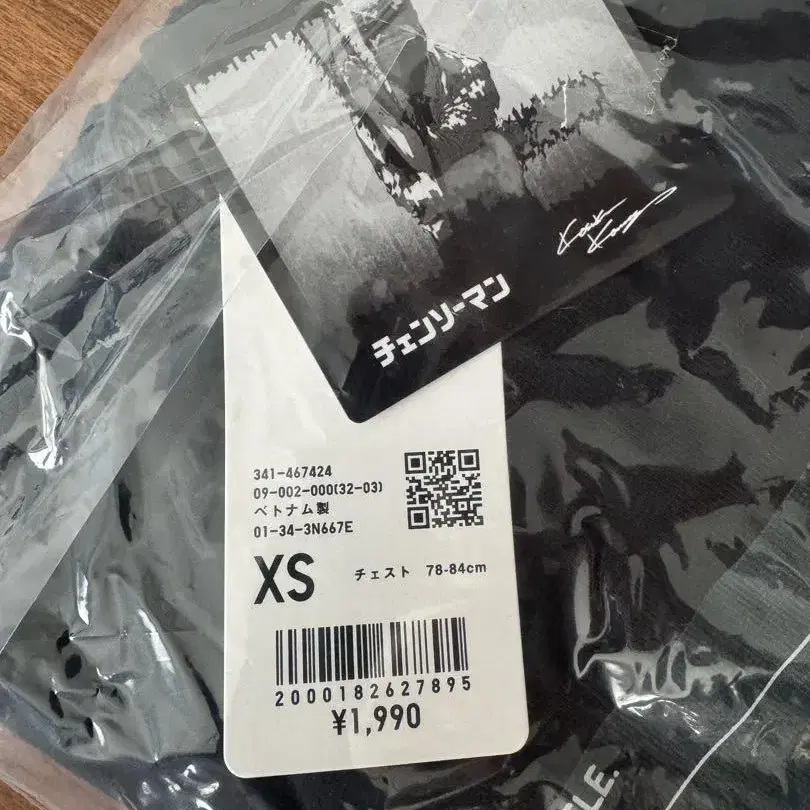 チェンソーマン
341-467424
09-002-000(32-03)
ベトナム製
01-34-3N667E
XS チェスト 78-84cm
2000182627895
¥1,990
LE.